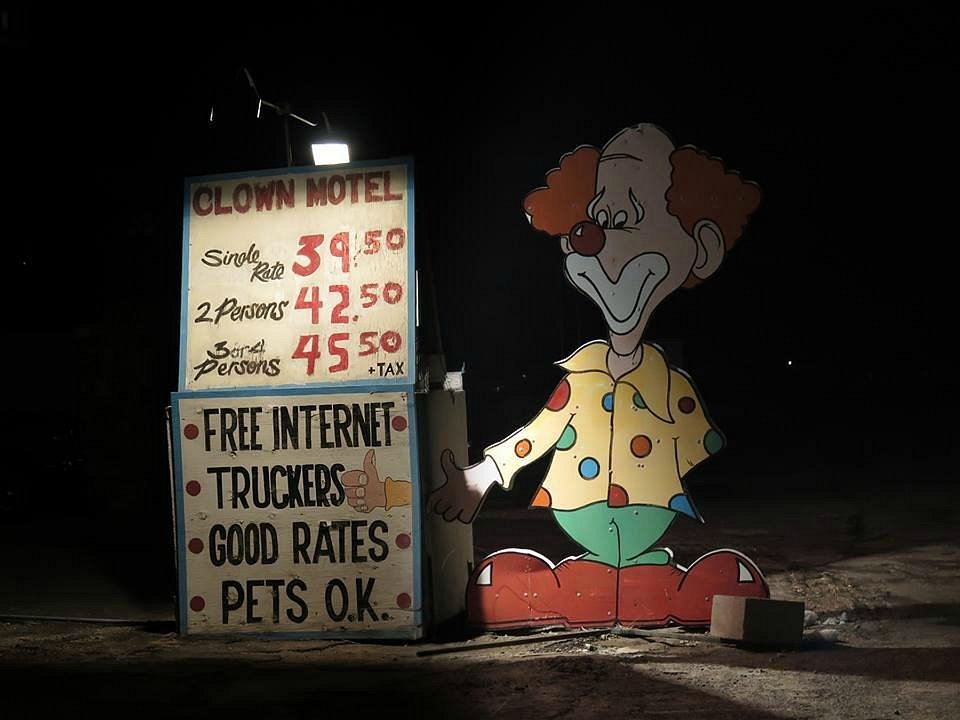 CLOWN MOTEL
Single Rate 39.50
2 Persons 42.50
3 or 4 Persons 45.50
+TAX
FREE INTERNET
TRUCKERS
GOOD RATES
PETS O.K.